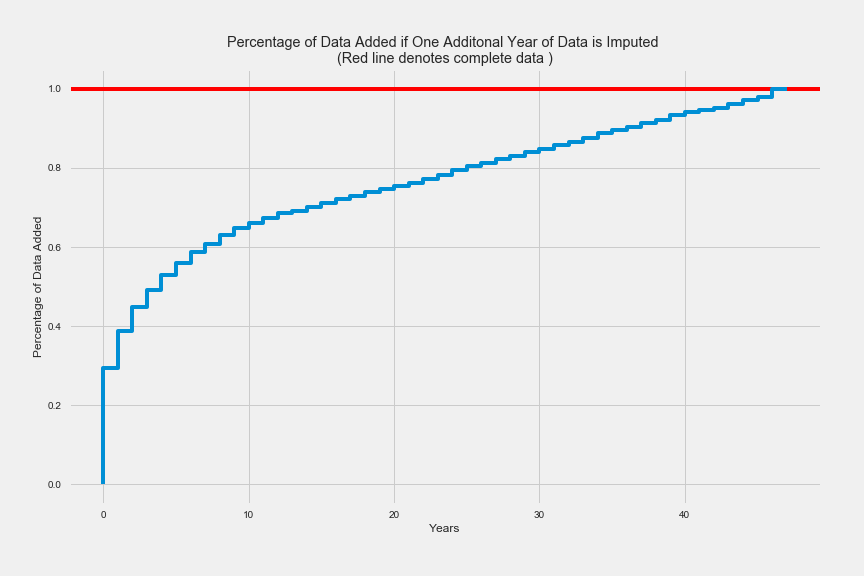 Percentage of Data Added if One Additonal Year of Data is Imputed
(Red line denotes complete data )
Percentage of Data Added
1.0
0.8
0.6
0.4
0.2
0.0
0 10 20 30 40
Years